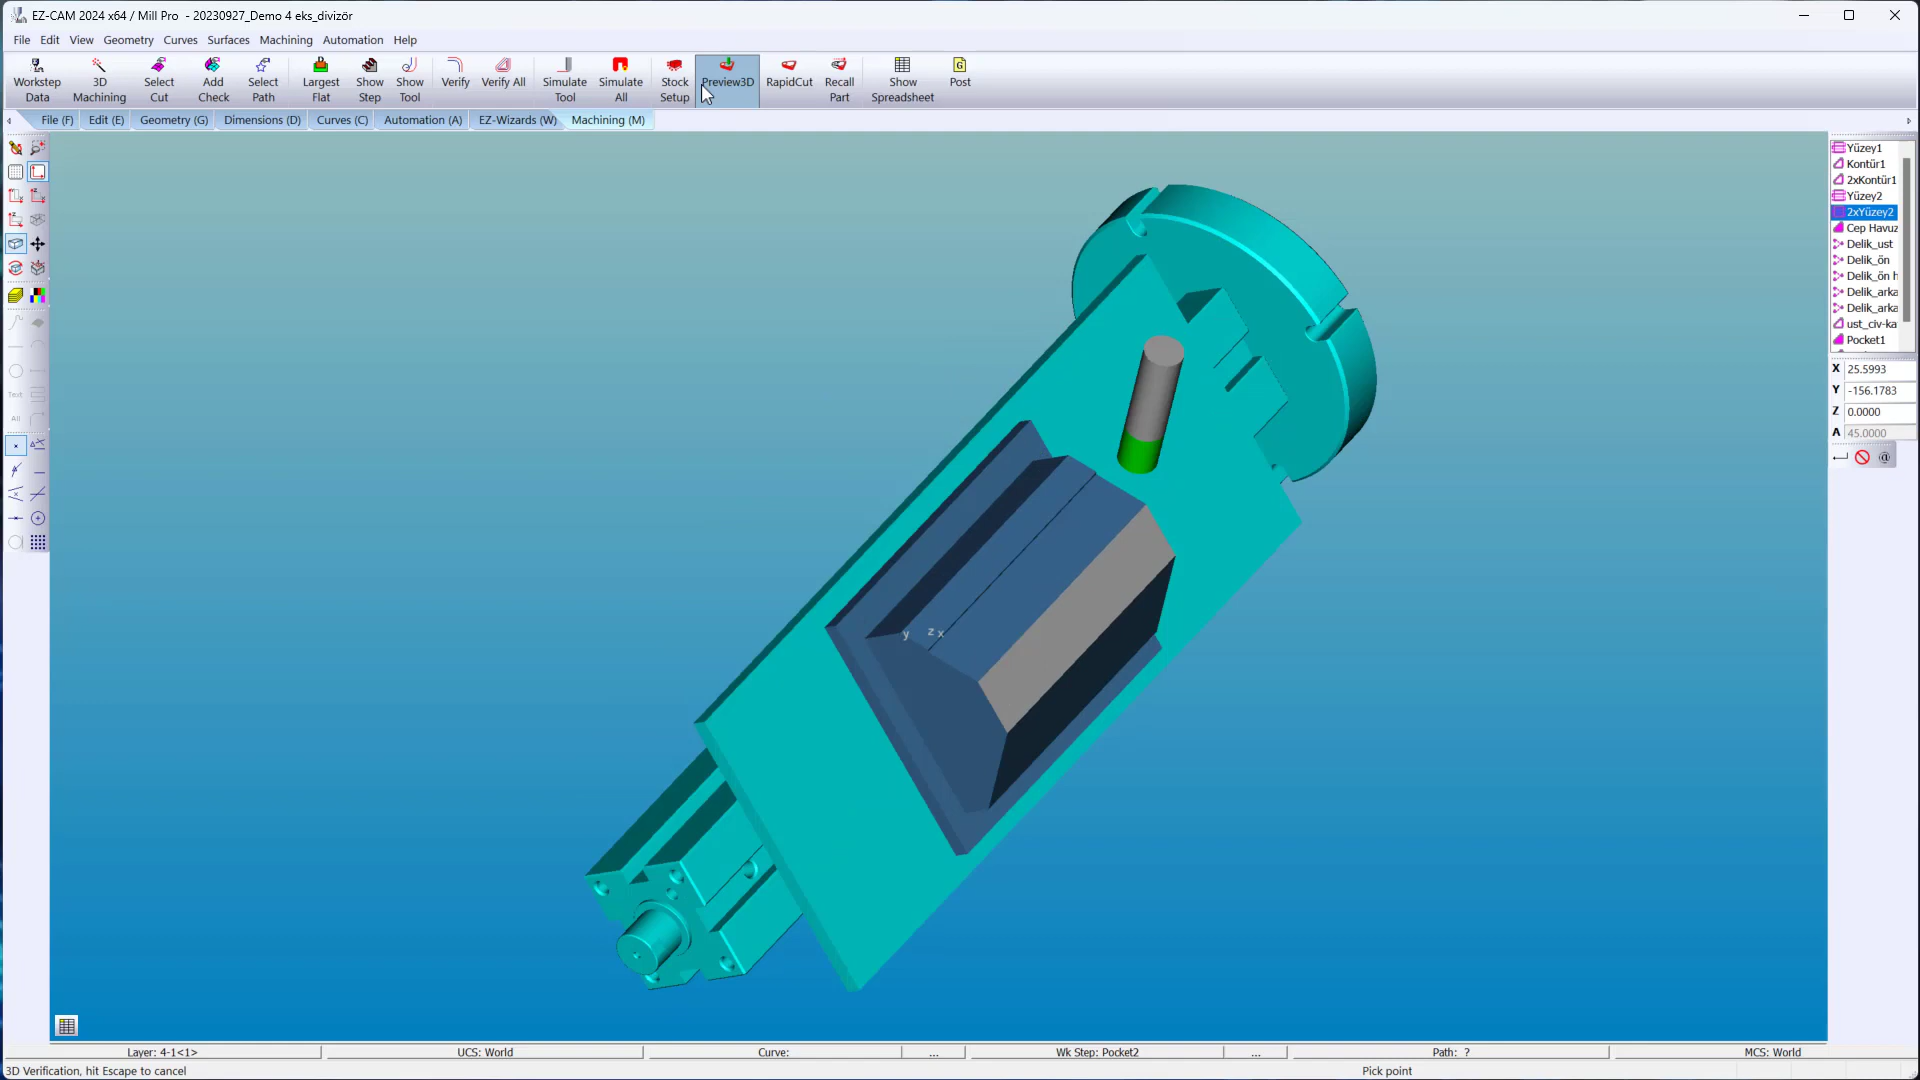 EZ-CAM 2024 x64 / Mill Pro - 20230927_Demo 4 eks_divizör
File Edit View Geometry Curves Surfaces Machining Automation Help
Workstep Data
3D Machining
Select Cut
Add Check
Select Path
Largest Flat
Show Step
Show Tool
Verify
Verify All
Simulate Tool
Simulate All
Stock Setup
Preview3D
RapidCut
Recall Part
Show Spreadsheet
Post
File (F) Edit (E) Geometry (G) Dimensions (D) Curves (C) Automation (A) EZ-Wizards (W) Machining (M)
Yüzey1
Kontür1
2xKontür1
Yüzey2
2xYüzey2
Cep Havuz
Delik_ust
Delik_ön
Delik_ön h
Delik_arka
Delik_arka
ust_civ-ka
Pocket1
X 25.5993
Y -156.1783
Z 0.0000
A 45.0000
@
Text
All
y z x
Layer: 4-1<1> UCS: World Curve: ... Wk Step: Pocket2 ... Path: ? MCS: World
3D Verification, hit Escape to cancel Pick point